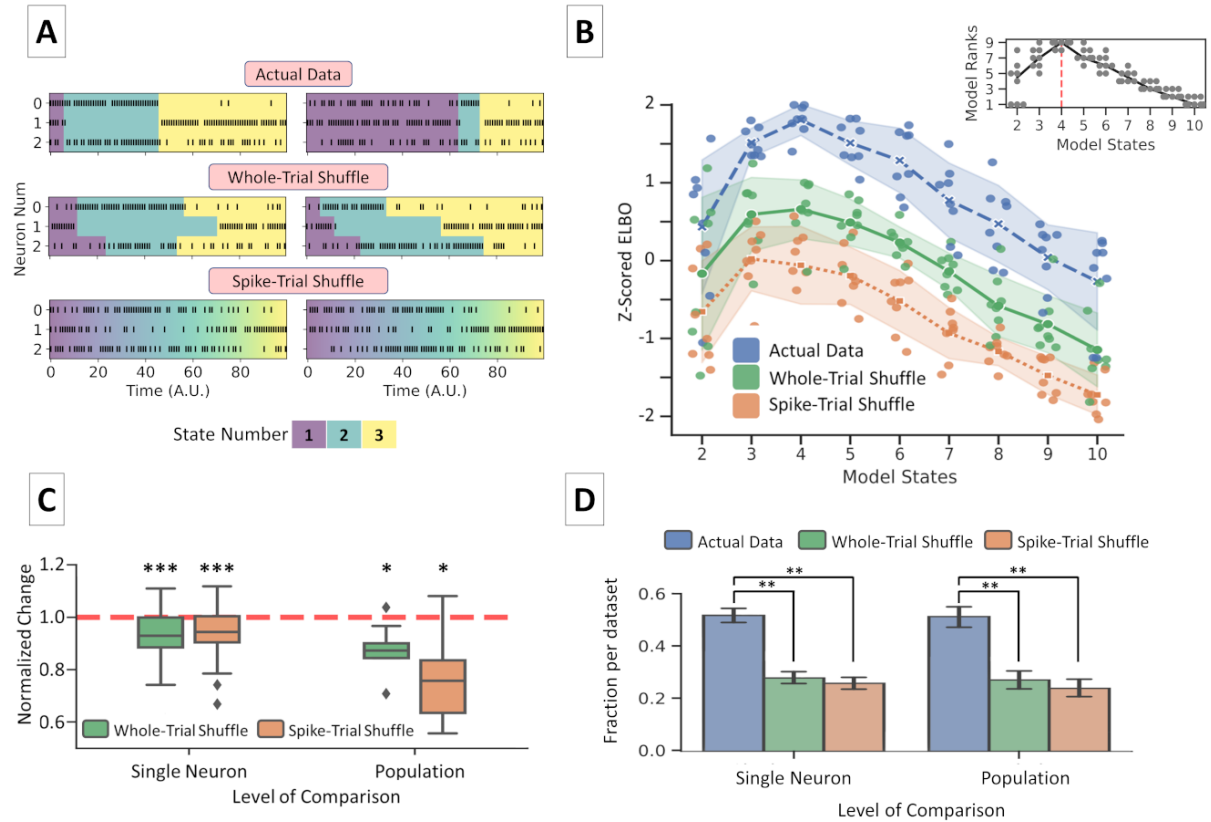 A
Actual Data
0
1
2
Whole-Trial Shuffle
Neuron Num
0
1
2
Spike-Trial Shuffle
0
1
2
0 20 40 60 80 0 20 40 60 80
Time (A.U.) Time (A.U.)
State Number 1 2 3
B
Model Ranks
9
7
5
3
1
2 3 4 5 6 7 8 9 10
Model States
Z-Scored ELBO
2
1
0
-1
-2
Actual Data
Whole-Trial Shuffle
Spike-Trial Shuffle
2 3 4 5 6 7 8 9 10
Model States
C
Normalized Change
1.2
1.0
0.8
0.6
*** *** * *
Whole-Trial Shuffle Spike-Trial Shuffle
Single Neuron Population
Level of Comparison
D
Actual Data Whole-Trial Shuffle Spike-Trial Shuffle
Fraction per dataset
0.6
0.4
0.2
0.0
** **
** **
Single Neuron Population
Level of Comparison